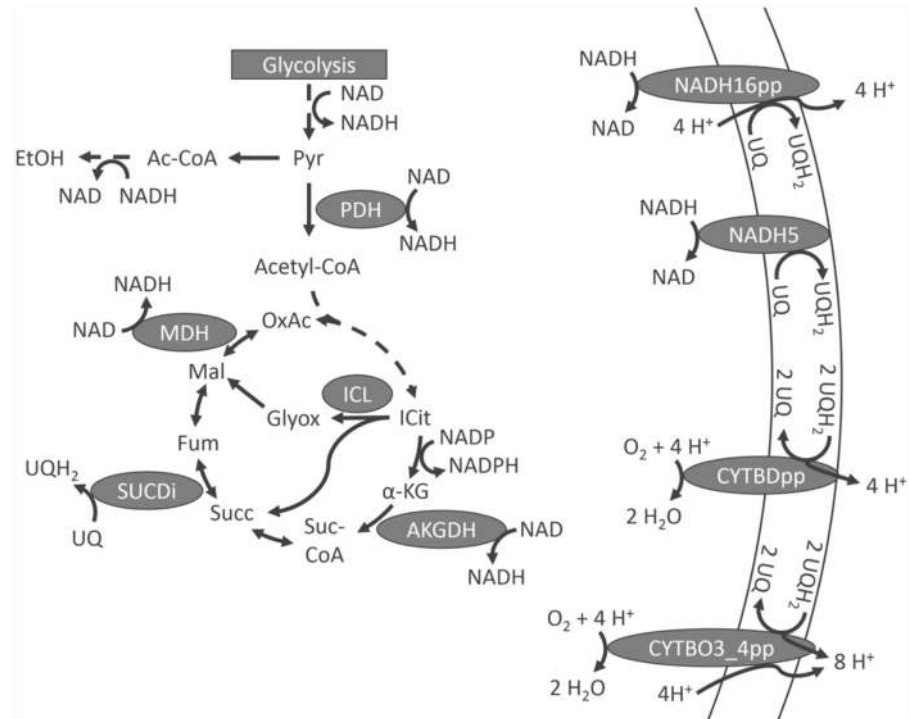 Glycolysis
NAD
NADH
EtOH
Ac-CoA
Pyr
NAD
NADH
NAD
PDH
NADH
Acetyl-CoA
NADH
NAD
MDH
OxAc
Mal
ICL
Glyox
ICit
Fum
NADP
NADPH
UQH₂
SUCDi
α-KG
UQ
Succ
Suc-
CoA
AKGDH
NAD
NADH
NADH
NADH16pp
NAD
4 H⁺
4 H⁺
UQ
UQH₂
NADH
NADH5
NAD
UQ
UQH₂
2 UQ
2 UQH₂
O₂ + 4 H⁺
CYTBDpp
4 H⁺
2 H₂O
2 UQ
2 UQH₂
O₂ + 4 H⁺
CYTBO3_4pp
8 H⁺
2 H₂O
4H⁺